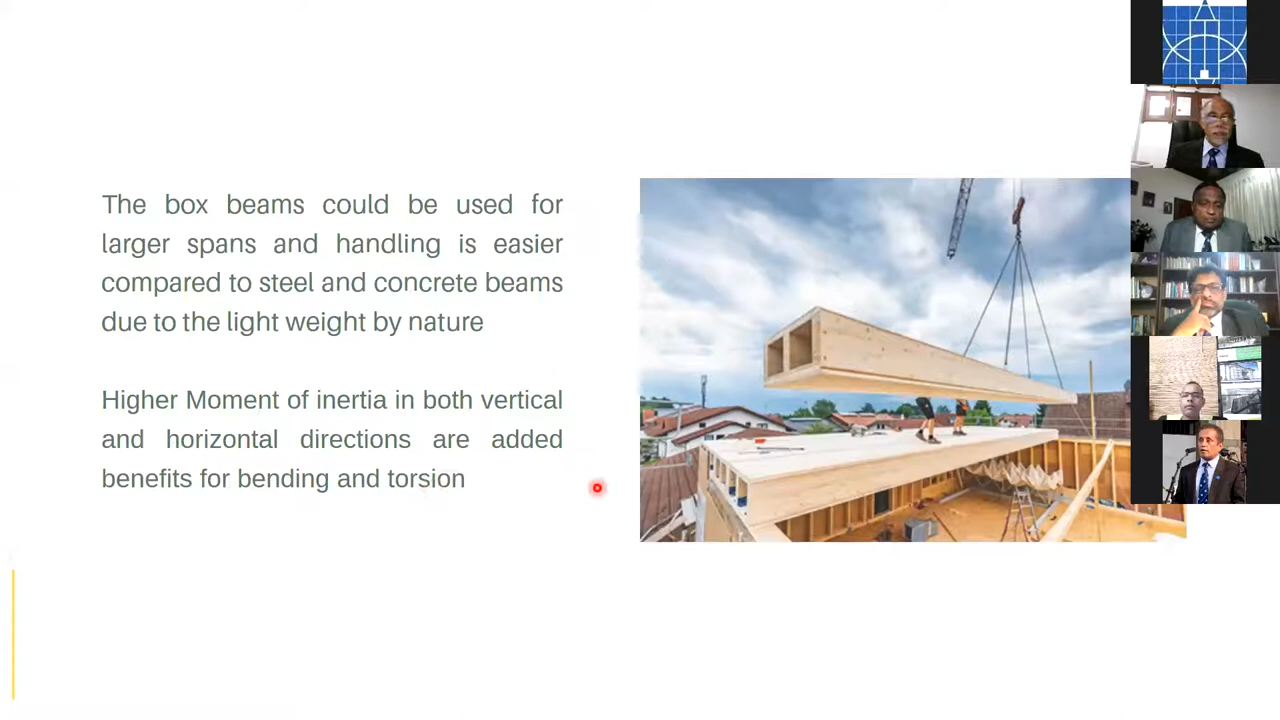 The box beams could be used for
larger spans and handling is easier
compared to steel and concrete beams
due to the light weight by nature
Higher Moment of inertia in both vertical
and horizontal directions are added
benefits for bending and torsion